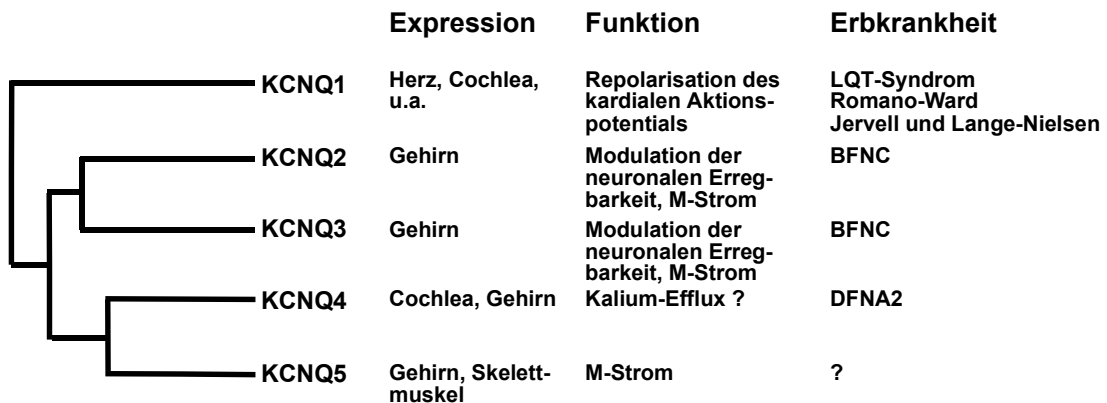 Expression Funktion Erbkrankheit
KCNQ1 Herz, Cochlea, Repolarisation des LQT-Syndrom
u.a. kardialen Aktions- Romano-Ward
potentials Jervell und Lange-Nielsen
KCNQ2 Gehirn Modulation der BFNC
neuronalen Erreg-
barkeit, M-Strom
KCNQ3 Gehirn Modulation der BFNC
neuronalen Erreg-
barkeit, M-Strom
KCNQ4 Cochlea, Gehirn Kalium-Efflux ? DFNA2
KCNQ5 Gehirn, Skelett- M-Strom ?
muskel